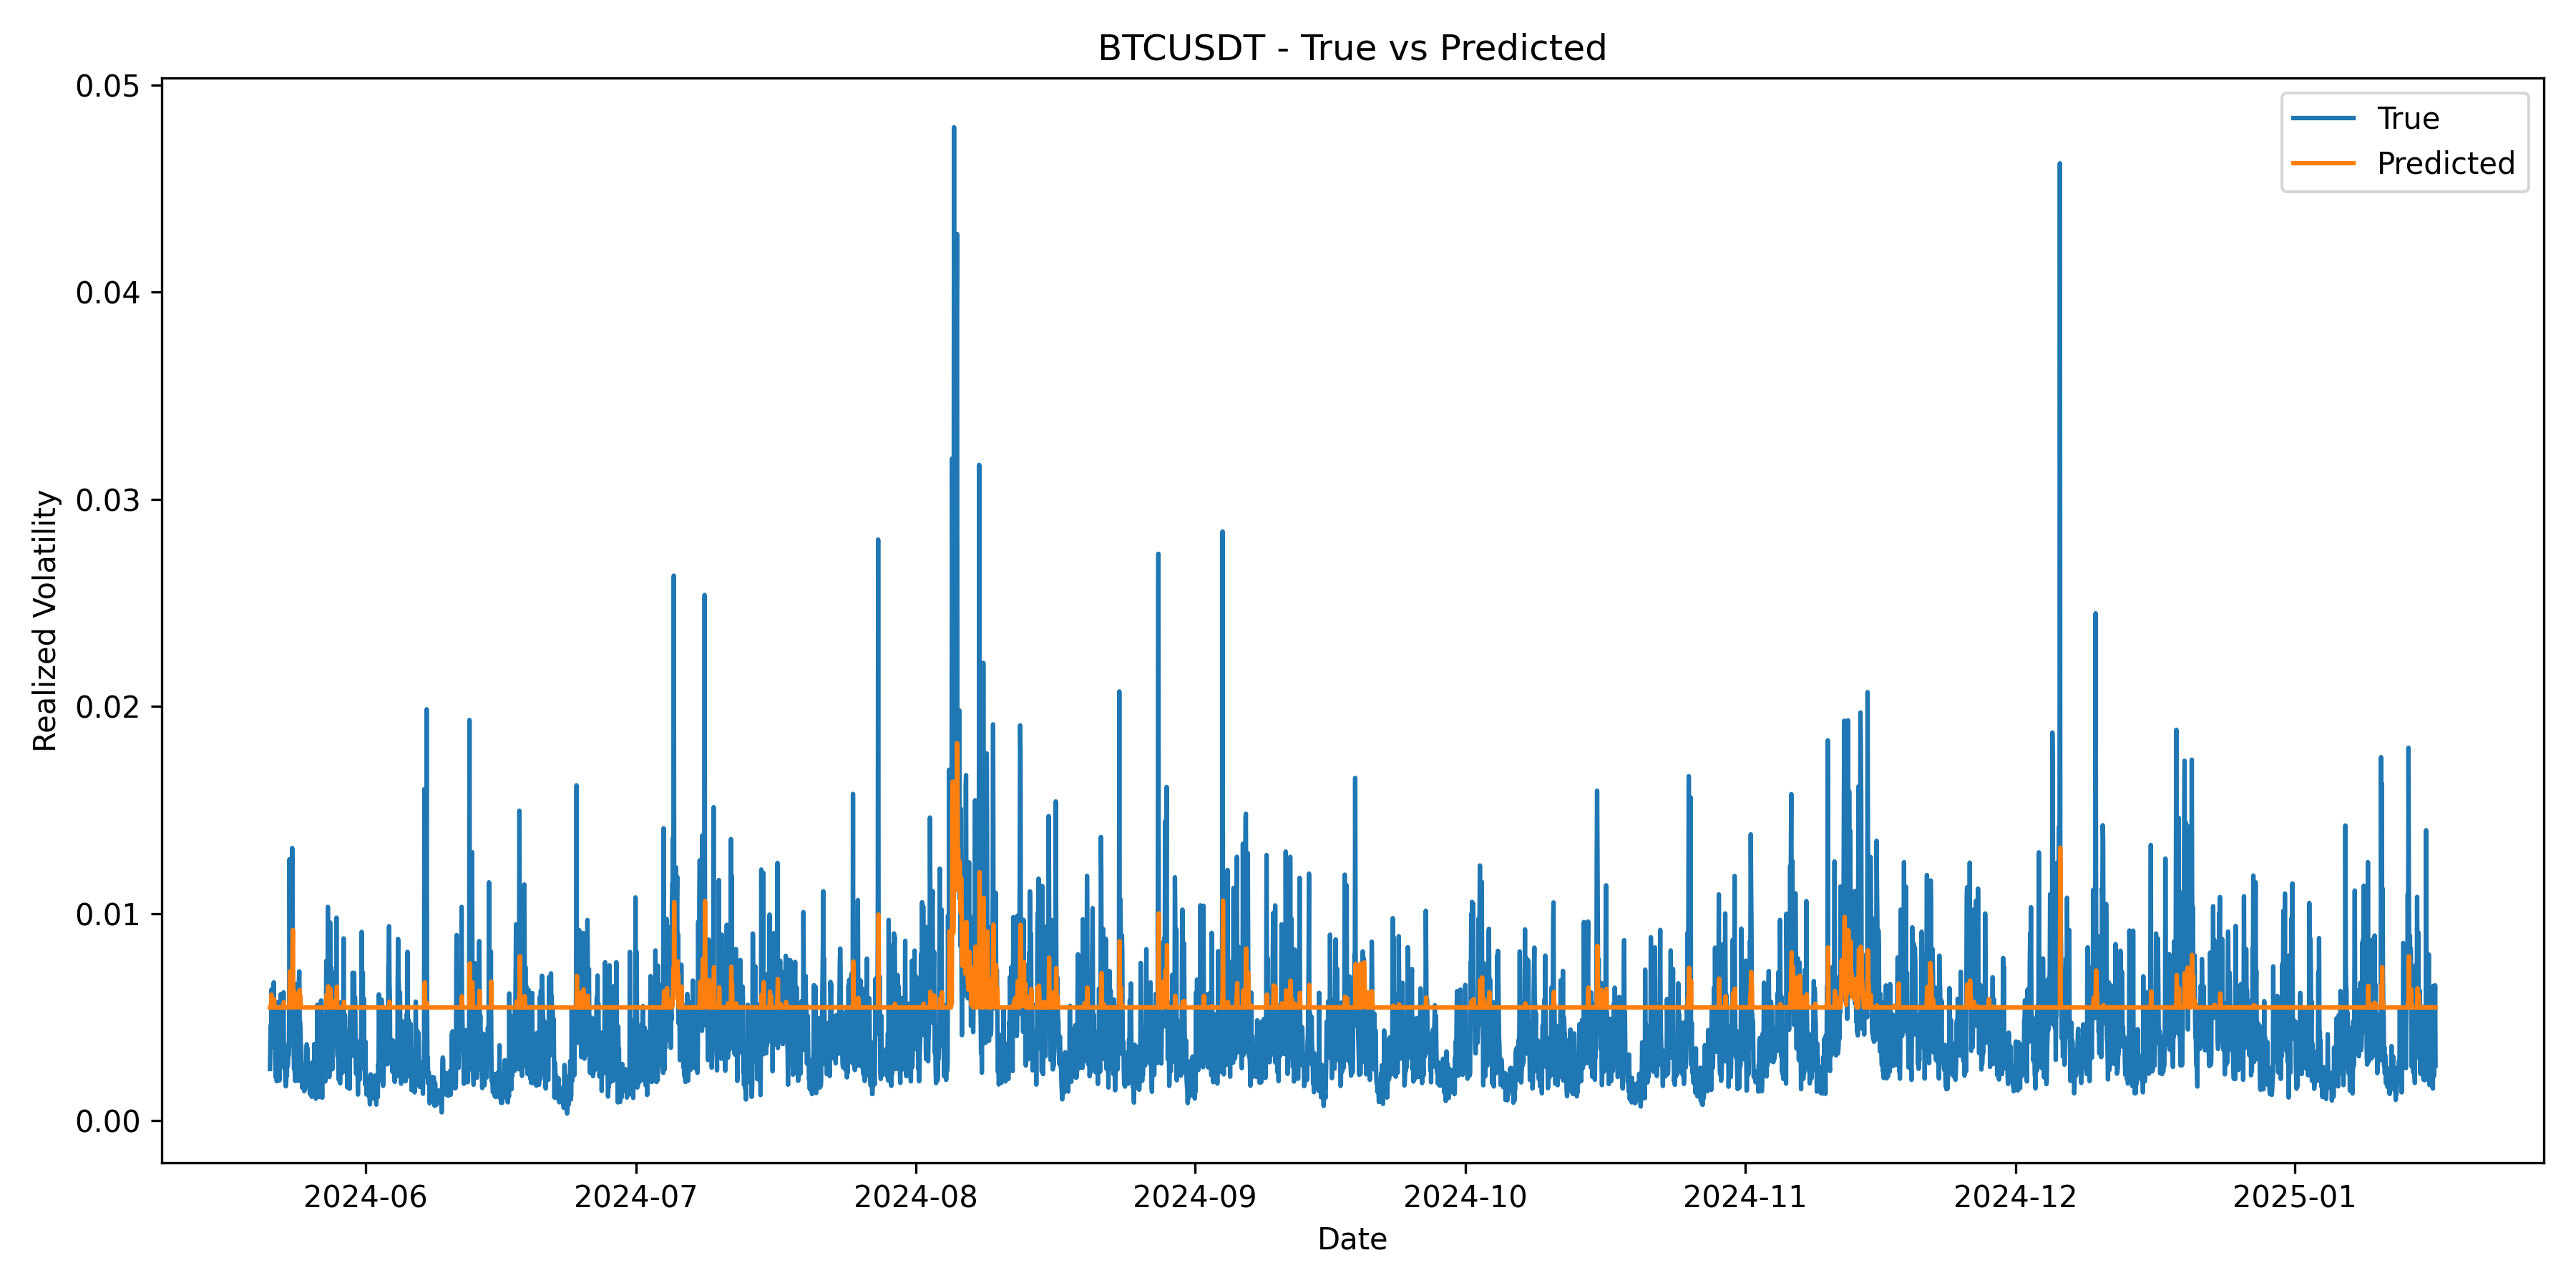 BTCUSDT - True vs Predicted
True
Predicted
Realized Volatility
0.05
0.04
0.03
0.02
0.01
0.00
2024-06
2024-07
2024-08
2024-09
2024-10
2024-11
2024-12
2025-01
Date